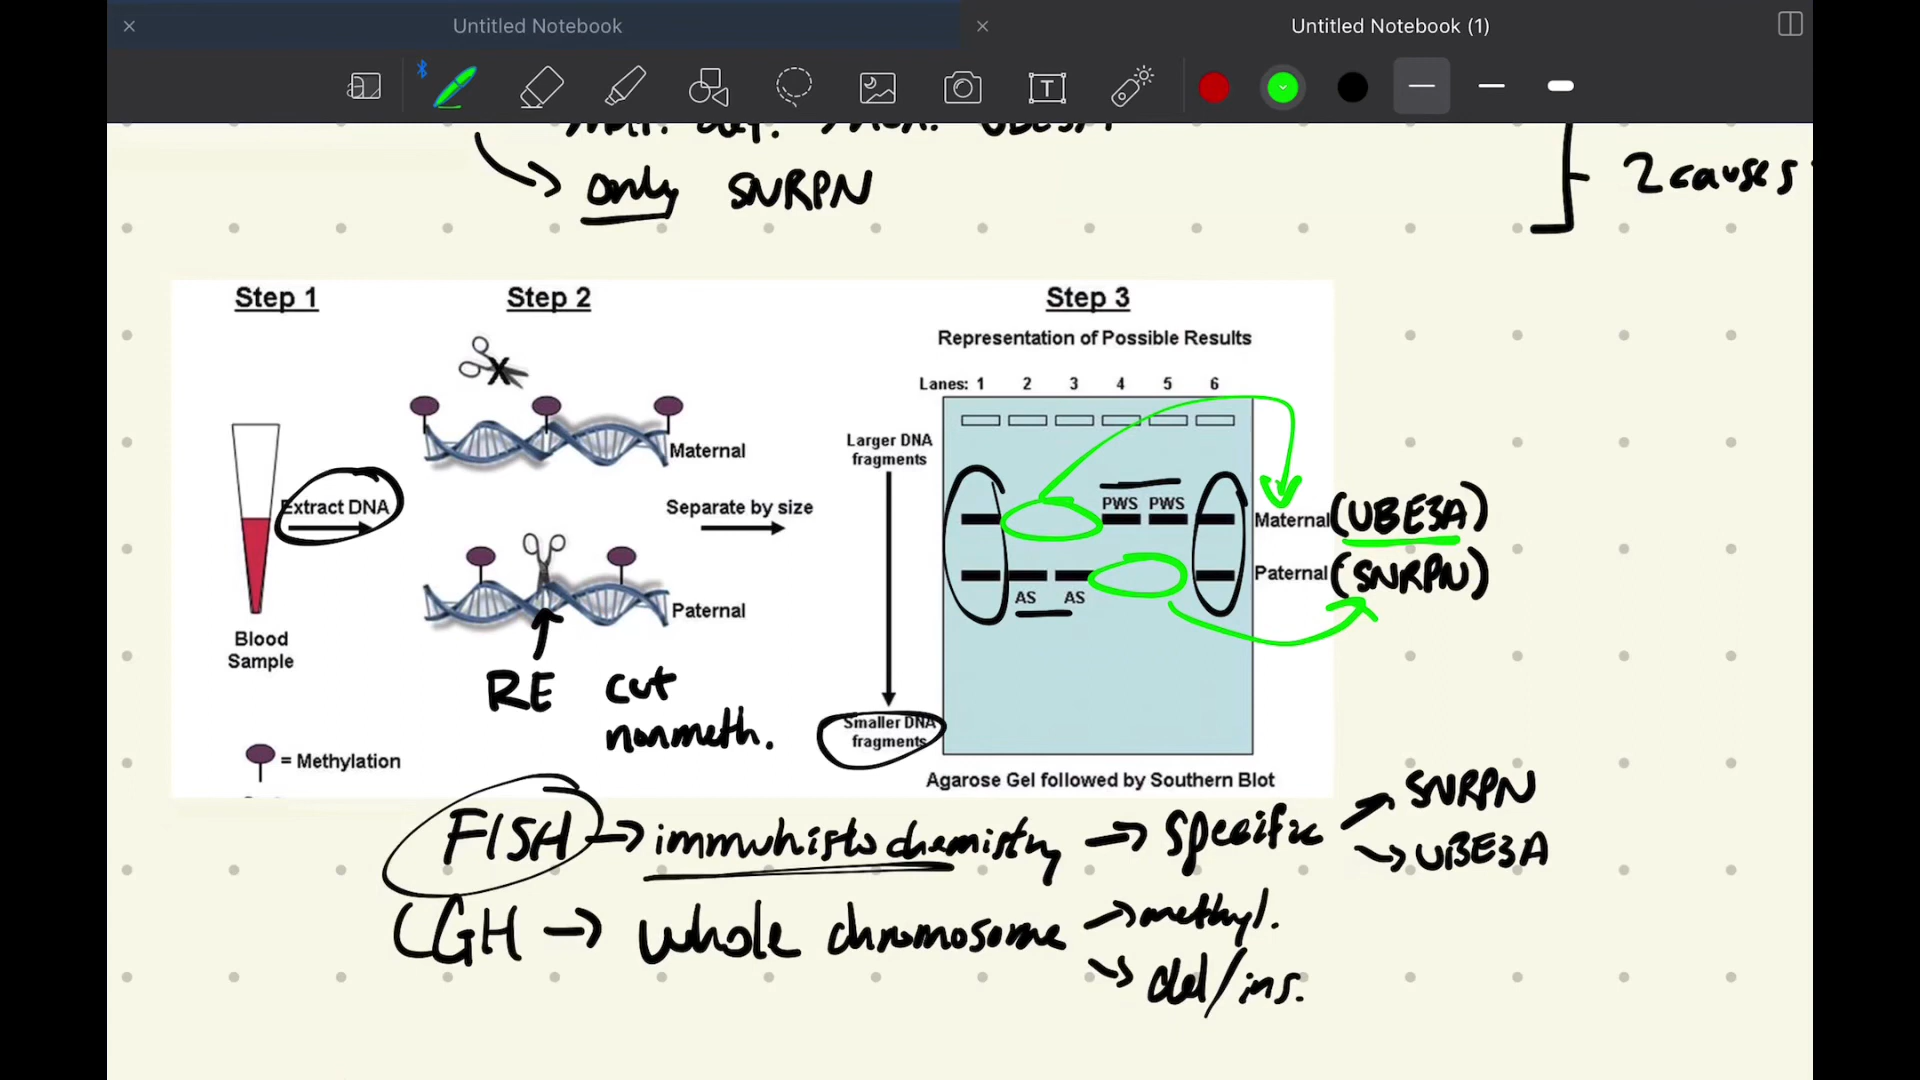 Untitled Notebook
Untitled Notebook (1)
UBE3A
only SNRPN
2 causes
Step 1
Step 2
Step 3
Representation of Possible Results
Lanes: 1 2 3 4 5 6
X
Maternal
Larger DNA fragments
Extract DNA
Separate by size
PWS PWS
Maternal (UBE3A)
Paternal (SNRPN)
AS AS
Paternal
Blood Sample
RE cut nonmeth.
Smaller DNA fragments
= Methylation
Agarose Gel followed by Southern Blot
FISH → immuhistochemistry → specific → SNRPN
→ UBE3A
CGH → whole chromosome → methyl.
→ del/ins.